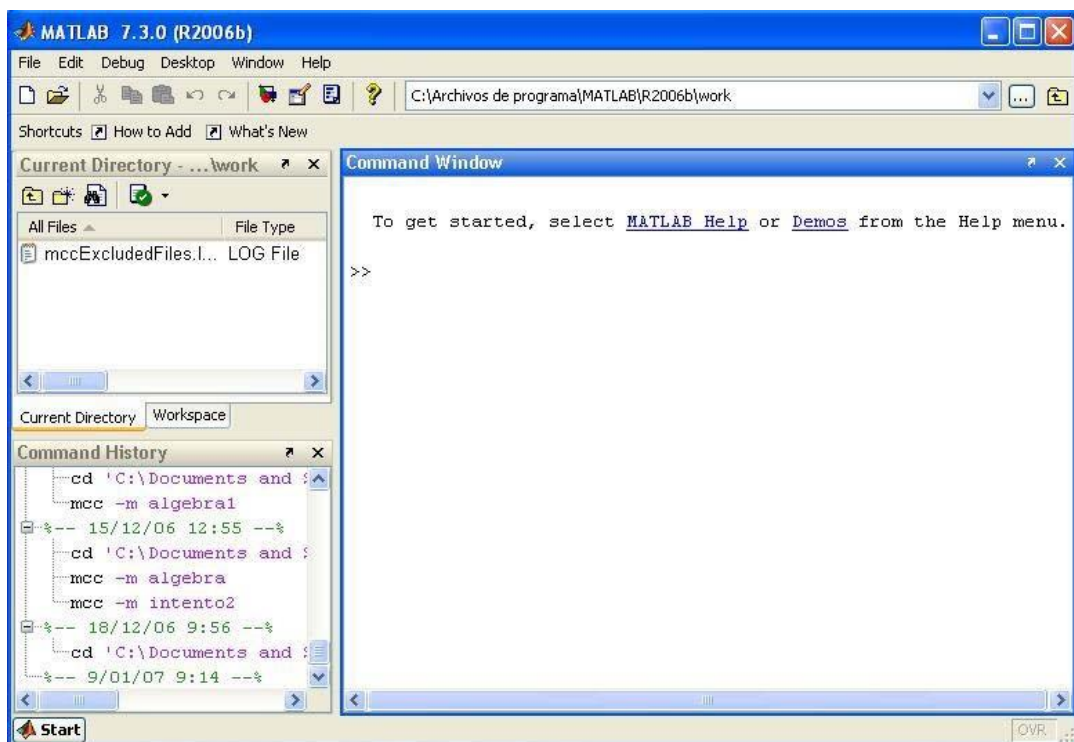 MATLAB 7.3.0 (R2006b)
File Edit Debug Desktop Window Help
C:\Archivos de programa\MATLAB\R2006b\work
Shortcuts How to Add What's New
Current Directory - ...\work
All Files File Type
mccExcludedFiles.l... LOG File
Current Directory Workspace
Command History
cd 'C:\Documents and
mcc -m algebra1
%-- 15/12/06 12:55 --%
cd 'C:\Documents and
mcc -m algebra
mcc -m intento2
%-- 18/12/06 9:56 --%
cd 'C:\Documents and
%-- 9/01/07 9:14 --%
Command Window
To get started, select MATLAB Help or Demos from the Help menu.
>>
Start
OVR